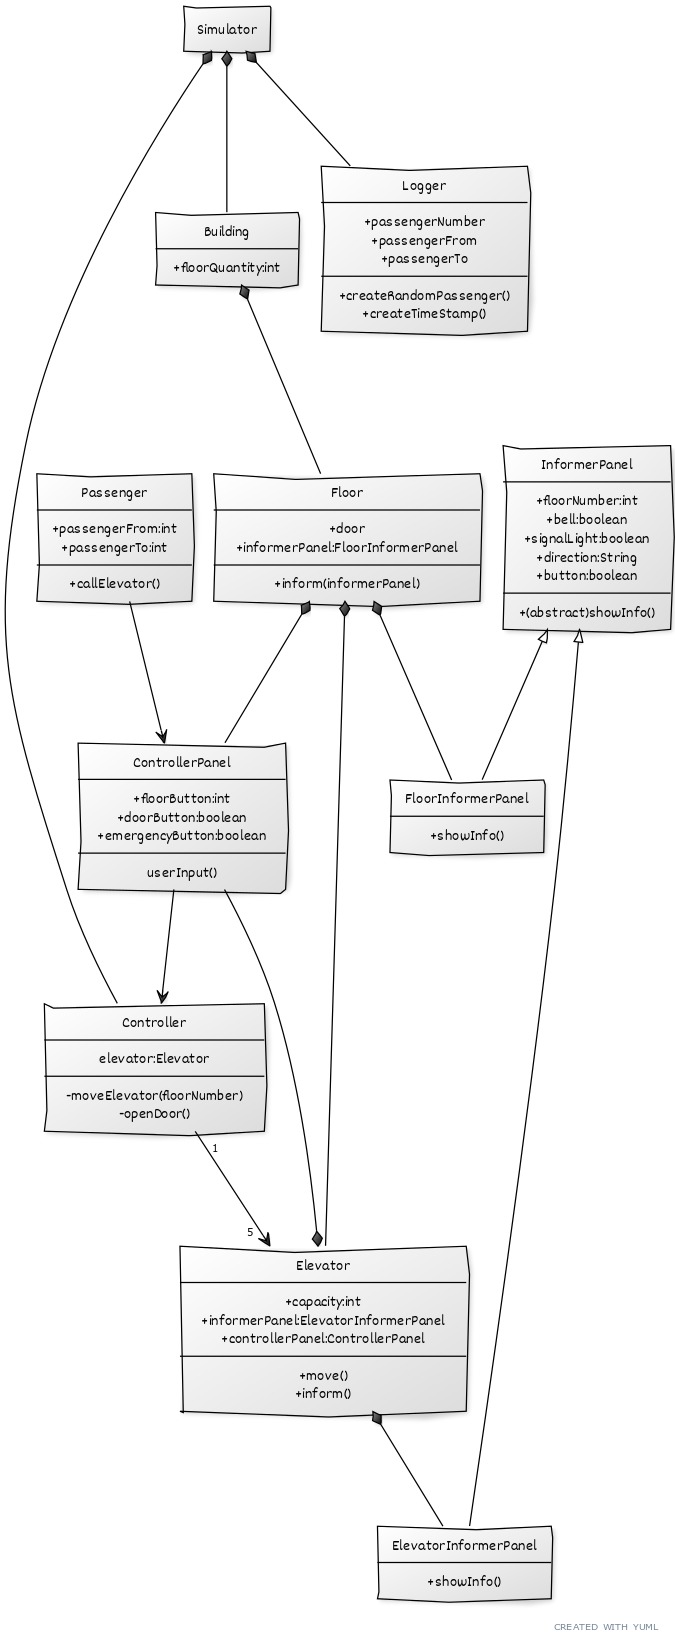 Simulator
Logger
+passengerNumber
+passengerFrom
+passengerTo
+createRandomPassenger()
+createTimeStamp()
Building
+floorQuantity:int
Passenger
+passengerFrom:int
+passengerTo:int
+callElevator()
Floor
+door
+informerPanel:FloorInformerPanel
+inform(informerPanel)
InformerPanel
+floorNumber:int
+bell:boolean
+signalLight:boolean
+direction:String
+button:boolean
+(abstract)showInfo()
ControllerPanel
+floorButton:int
+doorButton:boolean
+emergencyButton:boolean
userInput()
FloorInformerPanel
+showInfo()
Controller
elevator:Elevator
-moveElevator(floorNumber)
-openDoor()
1
5
Elevator
+capacity:int
+informerPanel:ElevatorInformerPanel
+controllerPanel:ControllerPanel
+move()
+inform()
ElevatorInformerPanel
+showInfo()
CREATED WITH YUML